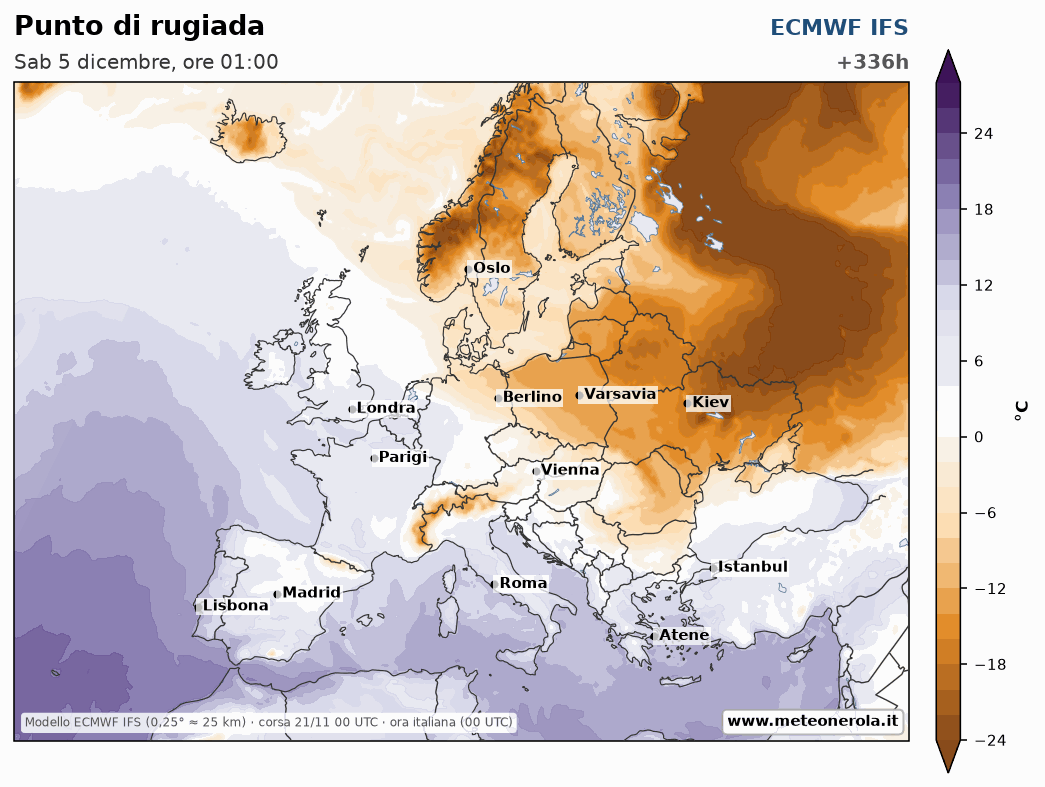 Punto di rugiada
ECMWF IFS
Sab 5 dicembre, ore 01:00
+336h
Oslo
Berlino
Varsavia
Kiev
Londra
Parigi
Vienna
Istanbul
Roma
Madrid
Lisbona
Atene
24
18
12
6
0
−6
−12
−18
−24
°C
Modello ECMWF IFS (0,25° ≈ 25 km) · corsa 21/11 00 UTC · ora italiana (00 UTC)
www.meteonerola.it